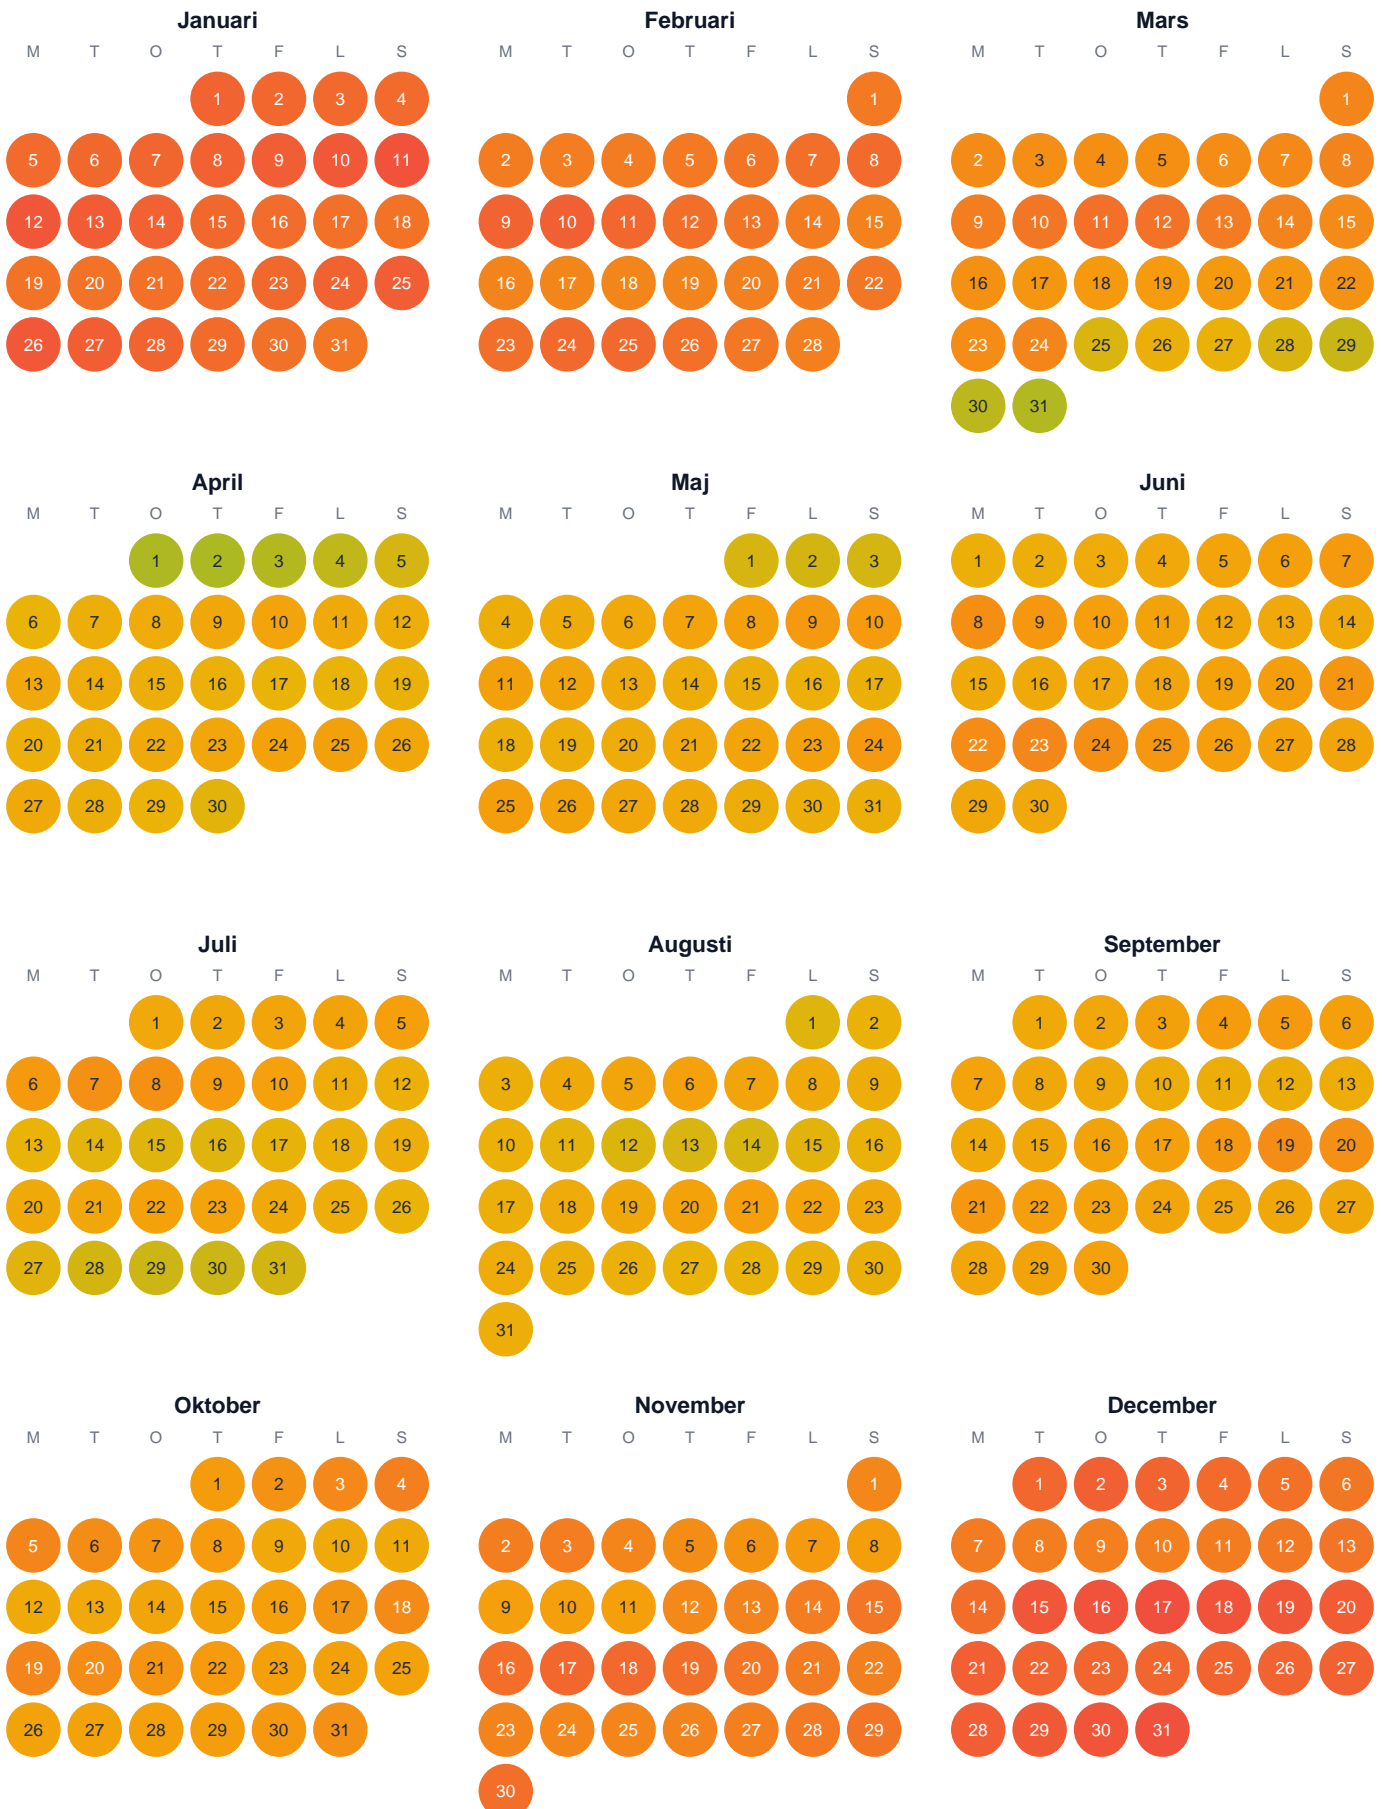 Januari Februari Mars
M T O T F L S M T O T F L S M T O T F L S
1 2 3 4 1 1
5 6 7 8 9 10 11 2 3 4 5 6 7 8 2 3 4 5 6 7 8
12 13 14 15 16 17 18 9 10 11 12 13 14 15 9 10 11 12 13 14 15
19 20 21 22 23 24 25 16 17 18 19 20 21 22 16 17 18 19 20 21 22
26 27 28 29 30 31 23 24 25 26 27 28 23 24 25 26 27 28 29
30 31
April Maj Juni
M T O T F L S M T O T F L S M T O T F L S
1 2 3 4 5 1 2 3 1 2 3 4 5 6 7
6 7 8 9 10 11 12 4 5 6 7 8 9 10 8 9 10 11 12 13 14
13 14 15 16 17 18 19 11 12 13 14 15 16 17 15 16 17 18 19 20 21
20 21 22 23 24 25 26 18 19 20 21 22 23 24 22 23 24 25 26 27 28
27 28 29 30 25 26 27 28 29 30 31 29 30
Juli Augusti September
M T O T F L S M T O T F L S M T O T F L S
1 2 3 4 5 1 2 1 2 3 4 5 6
6 7 8 9 10 11 12 3 4 5 6 7 8 9 7 8 9 10 11 12 13
13 14 15 16 17 18 19 10 11 12 13 14 15 16 14 15 16 17 18 19 20
20 21 22 23 24 25 26 17 18 19 20 21 22 23 21 22 23 24 25 26 27
27 28 29 30 31 24 25 26 27 28 29 30 28 29 30
31
Oktober November December
M T O T F L S M T O T F L S M T O T F L S
1 2 3 4 1 1 2 3 4 5 6
5 6 7 8 9 10 11 2 3 4 5 6 7 8 7 8 9 10 11 12 13
12 13 14 15 16 17 18 9 10 11 12 13 14 15 14 15 16 17 18 19 20
19 20 21 22 23 24 25 16 17 18 19 20 21 22 21 22 23 24 25 26 27
26 27 28 29 30 31 23 24 25 26 27 28 29 28 29 30 31
30